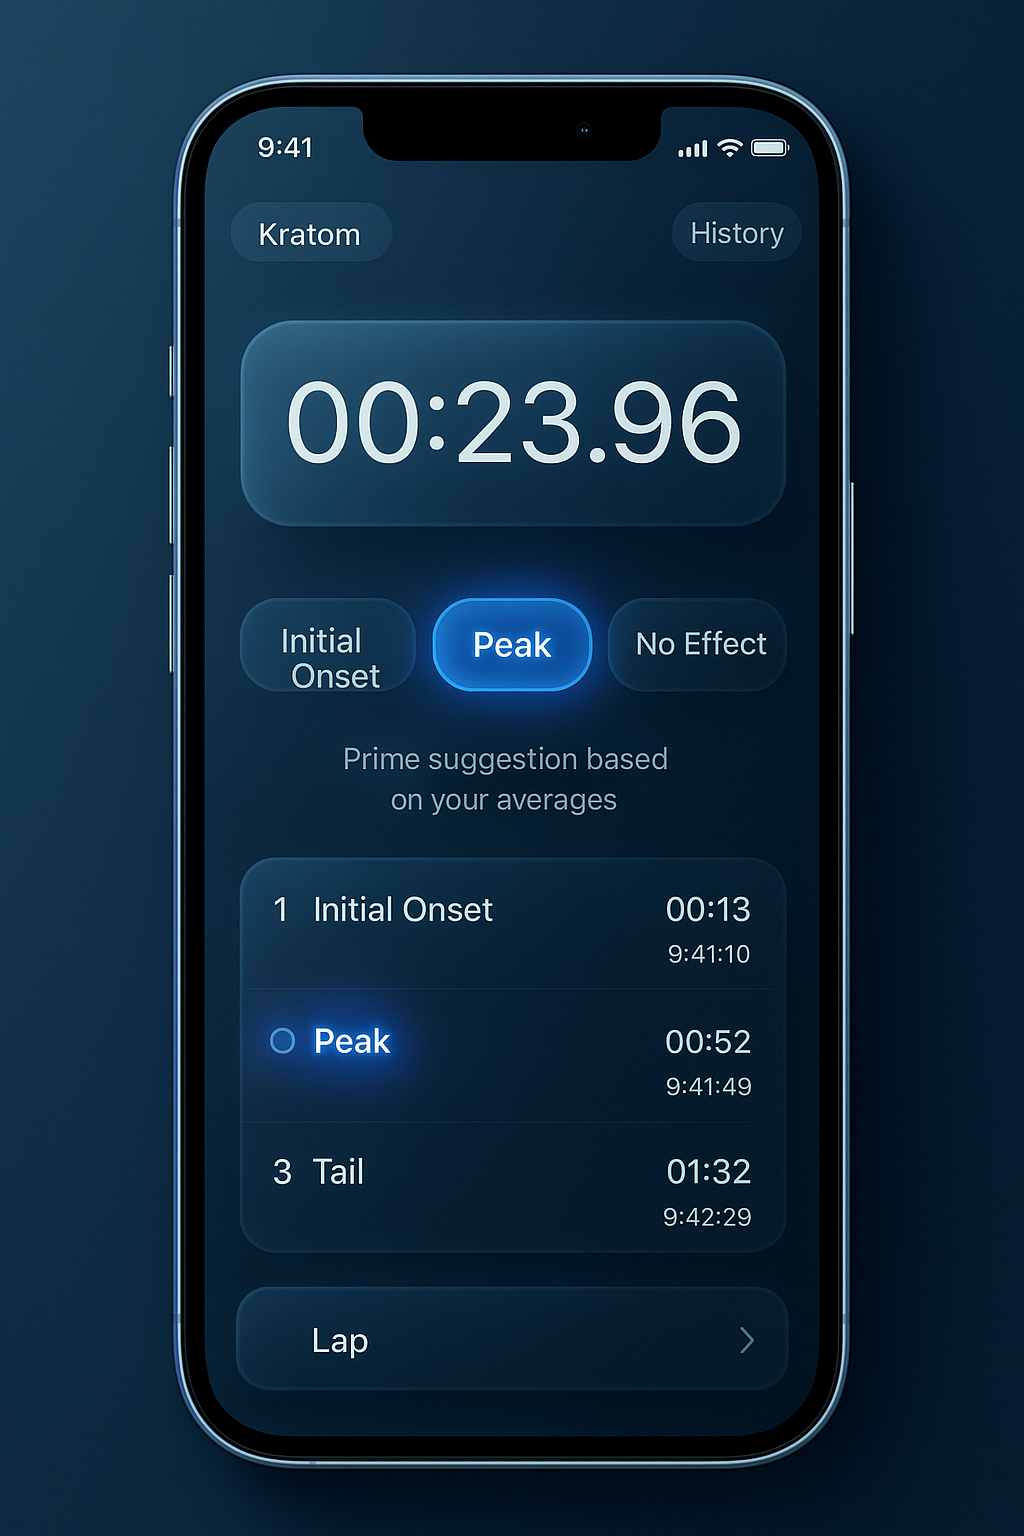 9:41
Kratom
History
00:23.96
Initial
Onset
Peak
No Effect
Prime suggestion based
on your averages
1 Initial Onset 00:13
9:41:10
Peak 00:52
9:41:49
3 Tail 01:32
9:42:29
Lap